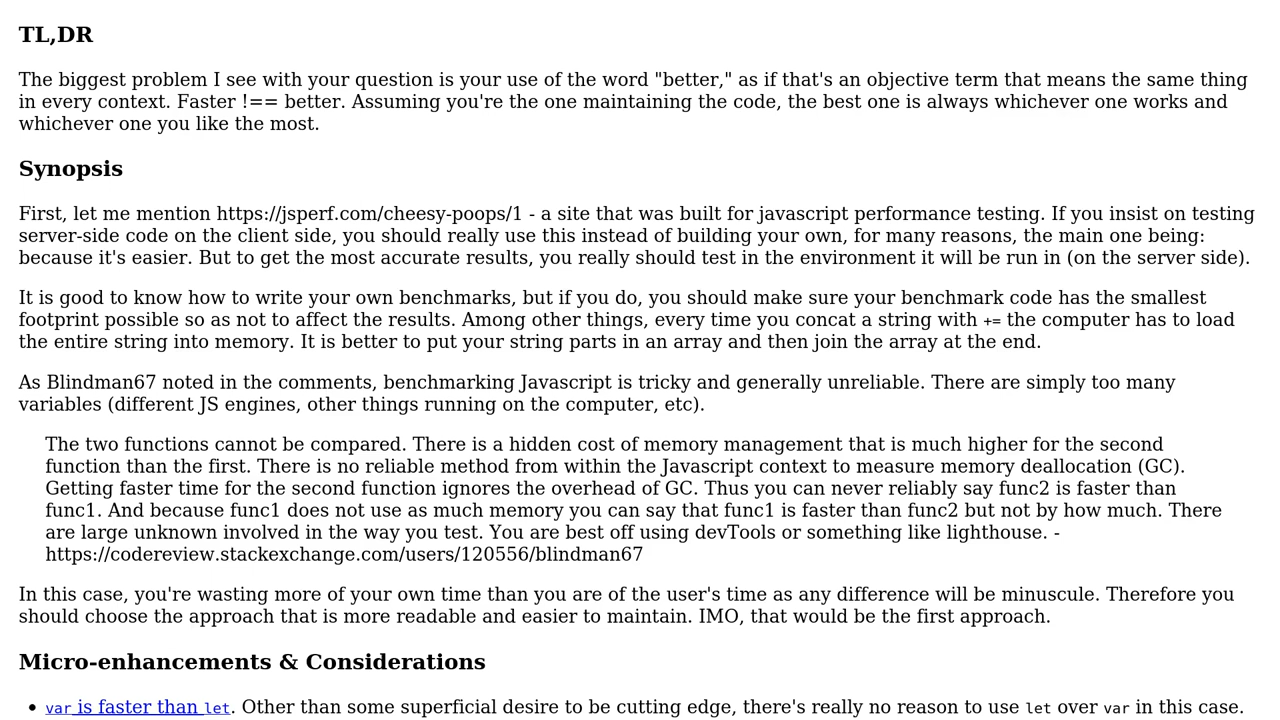 TL,DR
The biggest problem I see with your question is your use of the word "better," as if that's an objective term that means the same thing
in every context. Faster !== better. Assuming you're the one maintaining the code, the best one is always whichever one works and
whichever one you like the most.
Synopsis
First, let me mention https://jsperf.com/cheesy-poops/1 - a site that was built for javascript performance testing. If you insist on testing
server-side code on the client side, you should really use this instead of building your own, for many reasons, the main one being:
because it's easier. But to get the most accurate results, you really should test in the environment it will be run in (on the server side).
It is good to know how to write your own benchmarks, but if you do, you should make sure your benchmark code has the smallest
footprint possible so as not to affect the results. Among other things, every time you concat a string with += the computer has to load
the entire string into memory. It is better to put your string parts in an array and then join the array at the end.
As Blindman67 noted in the comments, benchmarking Javascript is tricky and generally unreliable. There are simply too many
variables (different JS engines, other things running on the computer, etc).
The two functions cannot be compared. There is a hidden cost of memory management that is much higher for the second
function than the first. There is no reliable method from within the Javascript context to measure memory deallocation (GC).
Getting faster time for the second function ignores the overhead of GC. Thus you can never reliably say func2 is faster than
func1. And because func1 does not use as much memory you can say that func1 is faster than func2 but not by how much. There
are large unknown involved in the way you test. You are best off using devTools or something like lighthouse. -
https://codereview.stackexchange.com/users/120556/blindman67
In this case, you're wasting more of your own time than you are of the user's time as any difference will be minuscule. Therefore you
should choose the approach that is more readable and easier to maintain. IMO, that would be the first approach.
Micro-enhancements & Considerations
• var is faster than let. Other than some superficial desire to be cutting edge, there's really no reason to use let over var in this case.